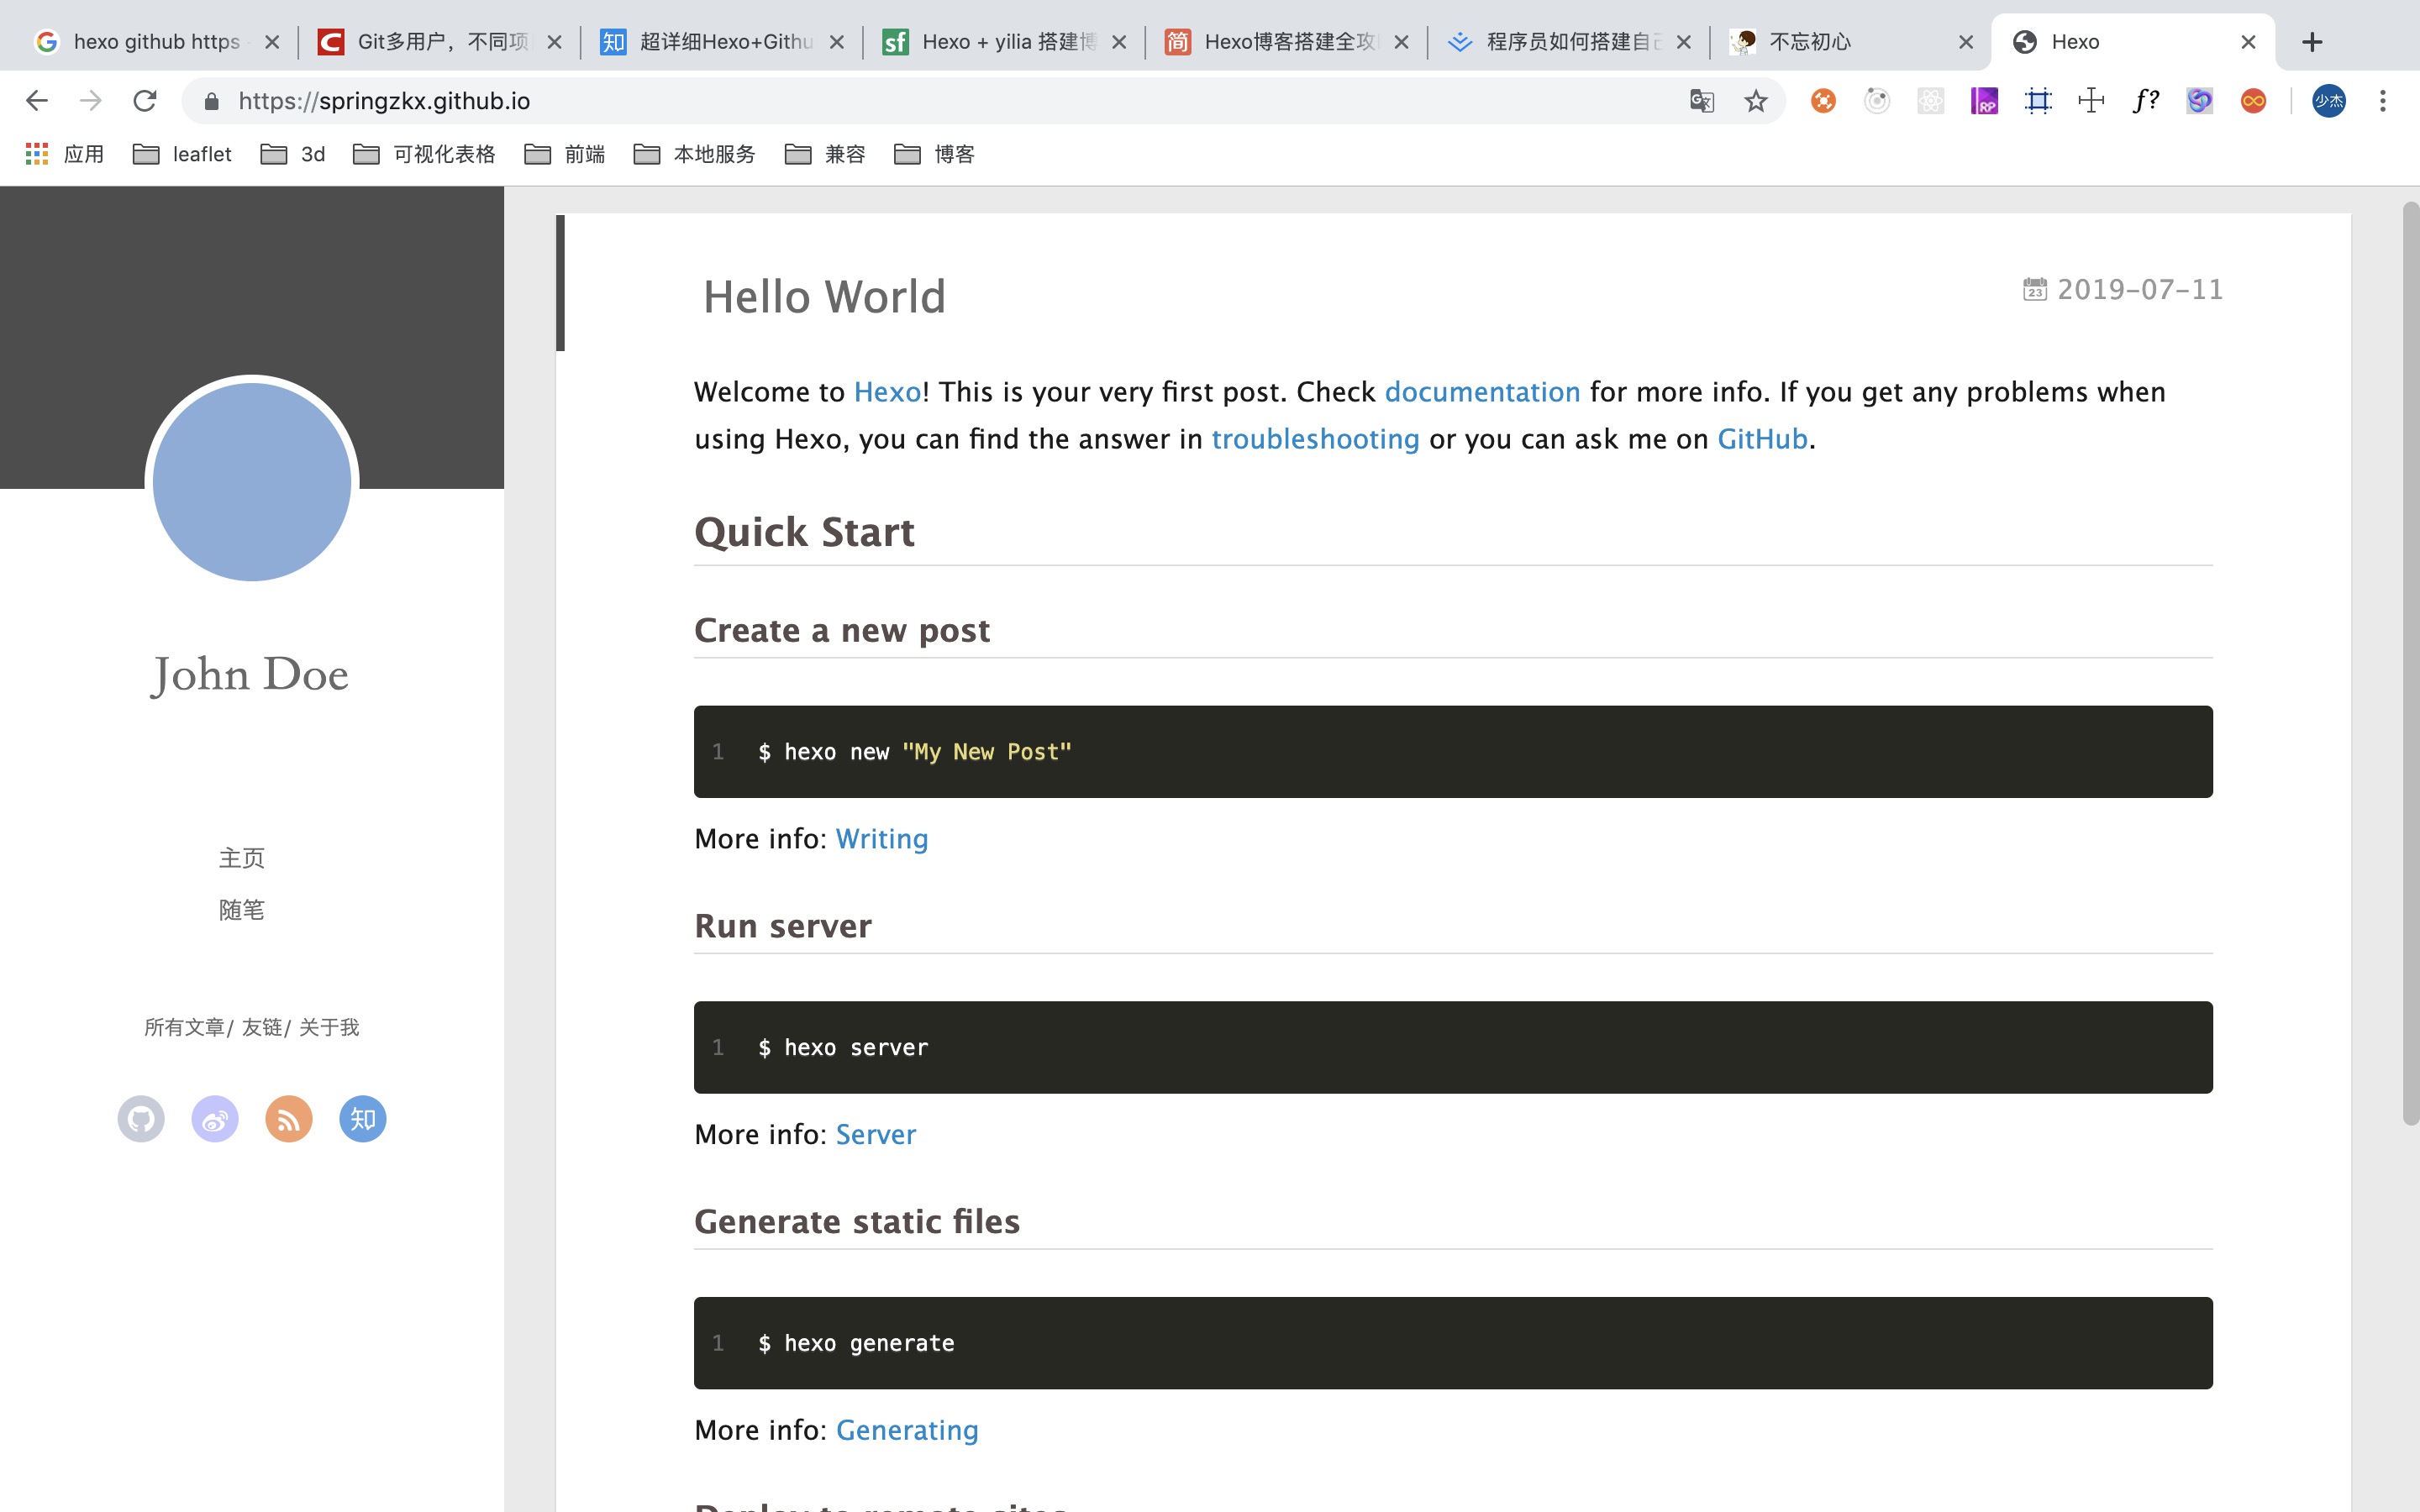 hexo github https
Git多用户，不同项
超详细Hexo+Githu
Hexo + yilia 搭建博
Hexo博客搭建全攻
程序员如何搭建自己
不忘初心
Hexo
https://springzkx.github.io
少杰
应用
leaflet
3d
可视化表格
前端
本地服务
兼容
博客
John Doe
主页
随笔
所有文章/ 友链/ 关于我
知
Hello World
23 2019-07-11
Welcome to Hexo! This is your very first post. Check documentation for more info. If you get any problems when
using Hexo, you can find the answer in troubleshooting or you can ask me on GitHub.
Quick Start
Create a new post
1 $ hexo new "My New Post"
More info: Writing
Run server
1 $ hexo server
More info: Server
Generate static files
1 $ hexo generate
More info: Generating
Deploy to remote sites